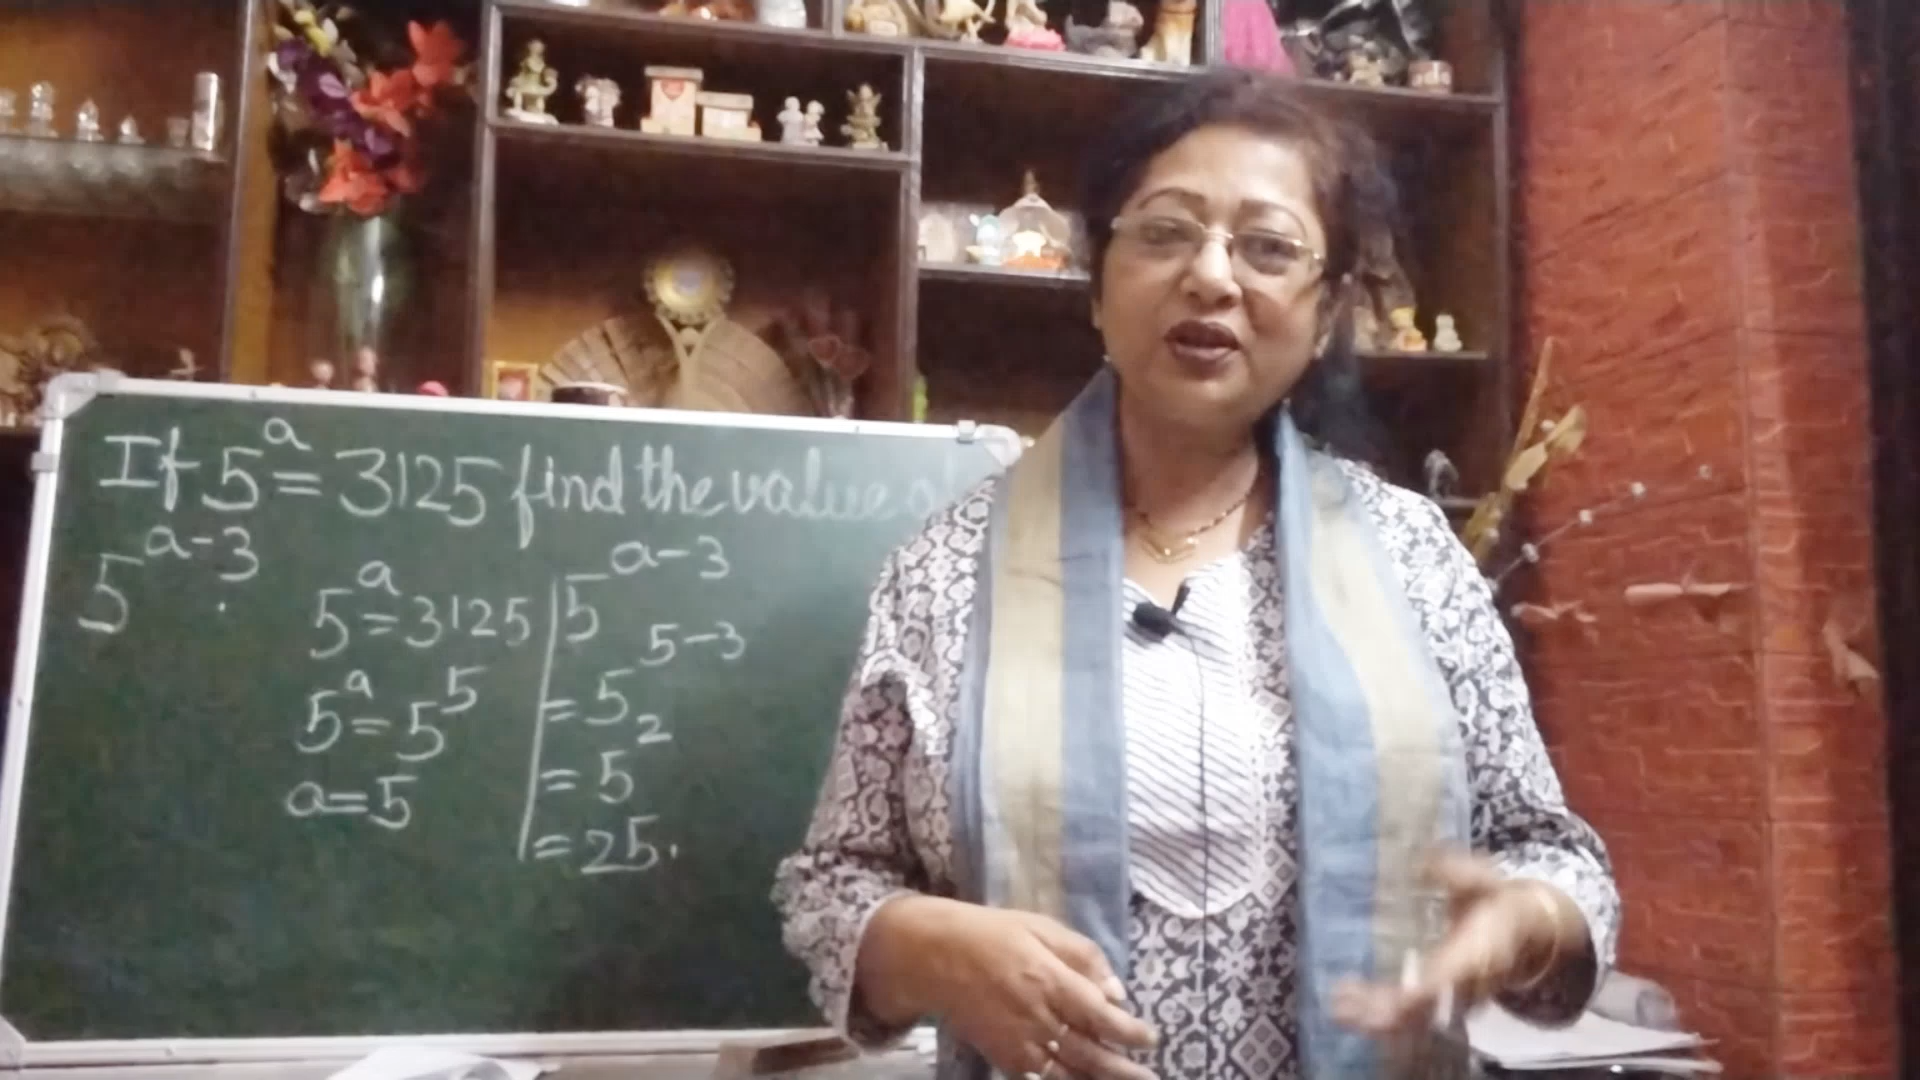 If 5^a = 3125 find the value
5^(a-3) .
5^a = 3125
5^a = 5^5
a = 5
5^(a-3)
= 5^(5-3)
= 5^2
= 25.